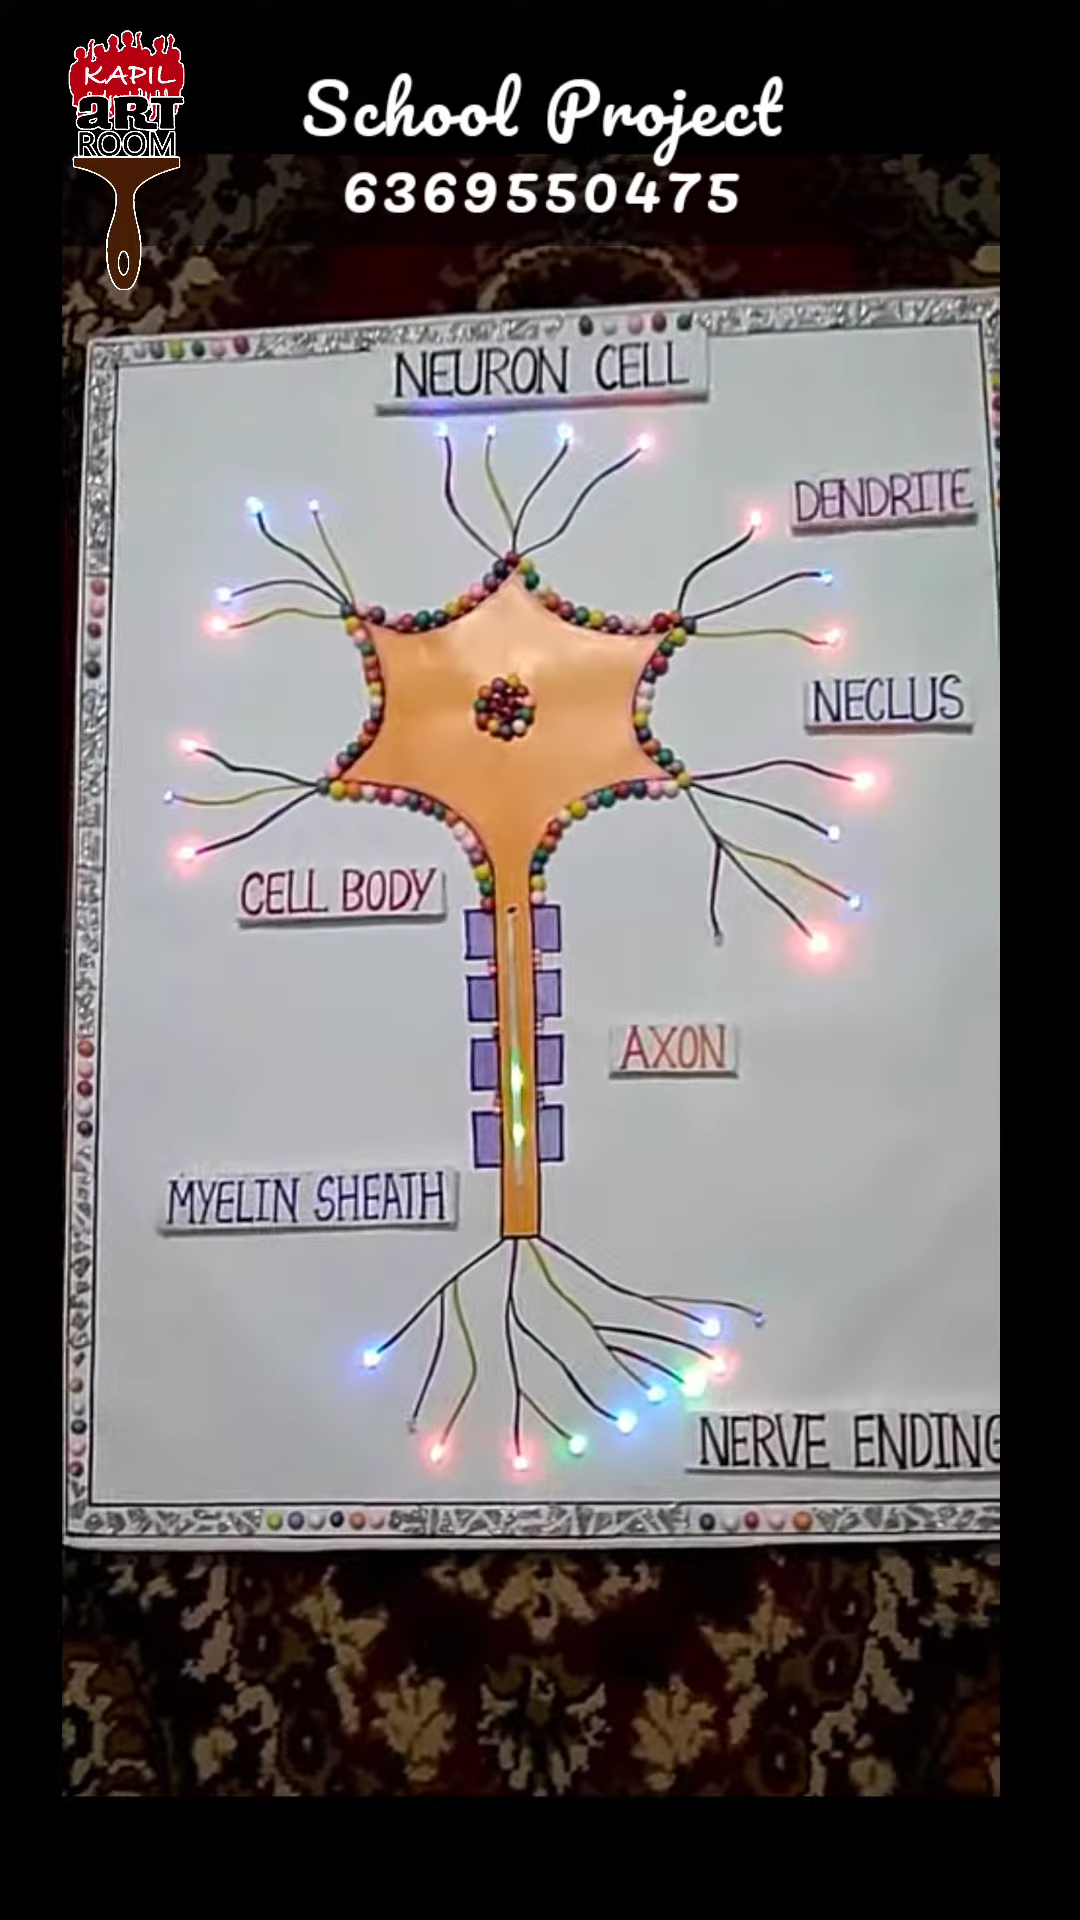 KAPIL
aRT
ROOM
School Project
6369550475
NEURON CELL
DENDRITE
NECLUS
CELL BODY
AXON
MYELIN SHEATH
NERVE ENDING